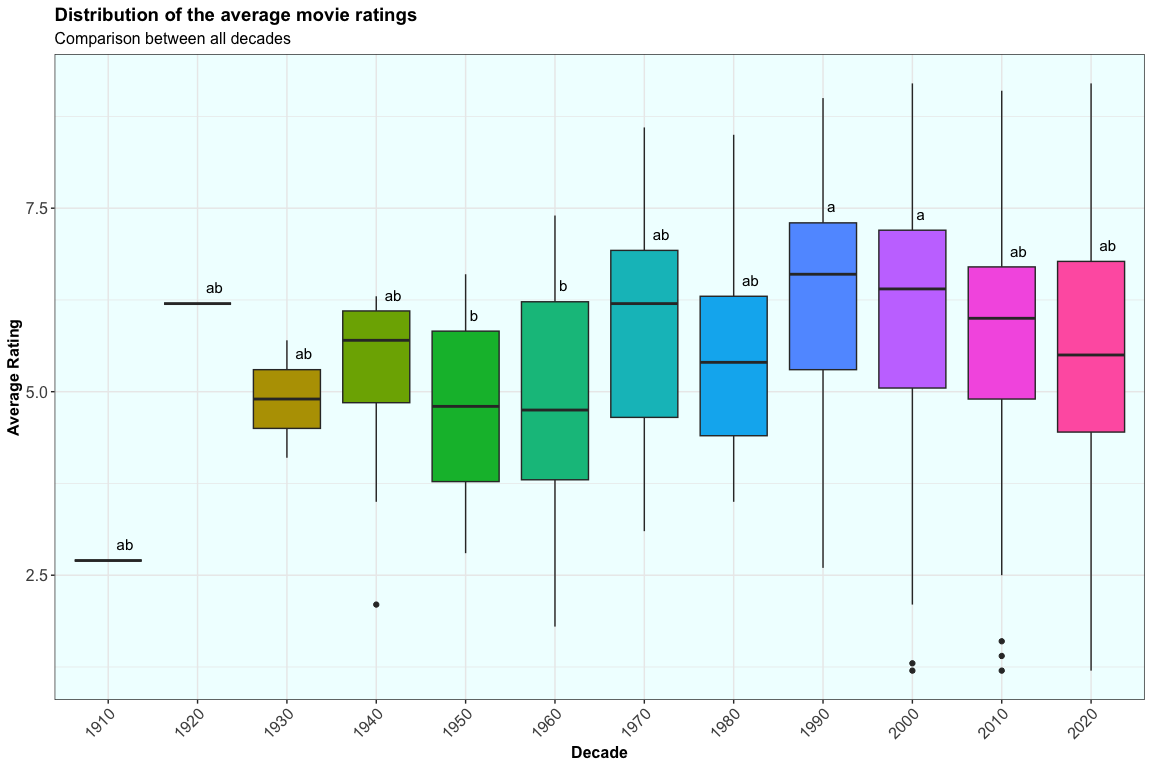 Distribution of the average movie ratings
Comparison between all decades
Average Rating
7.5
5.0
2.5
ab
ab
ab
ab
b
b
ab
ab
a
a
ab
ab
1910
1920
1930
1940
1950
1960
1970
1980
1990
2000
2010
2020
Decade